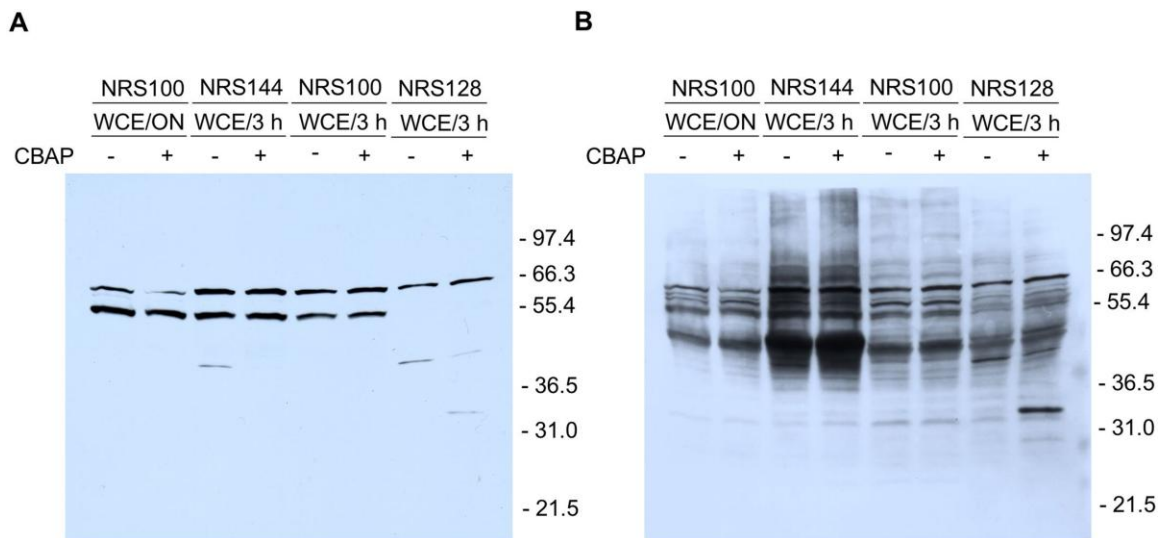 A
NRS100 NRS144 NRS100 NRS128
WCE/ON WCE/3 h WCE/3 h WCE/3 h
CBAP - + - + - + - +
- 97.4
- 66.3
- 55.4
- 36.5
- 31.0
- 21.5
B
NRS100 NRS144 NRS100 NRS128
WCE/ON WCE/3 h WCE/3 h WCE/3 h
CBAP - + - + - + - +
- 97.4
- 66.3
- 55.4
- 36.5
- 31.0
- 21.5